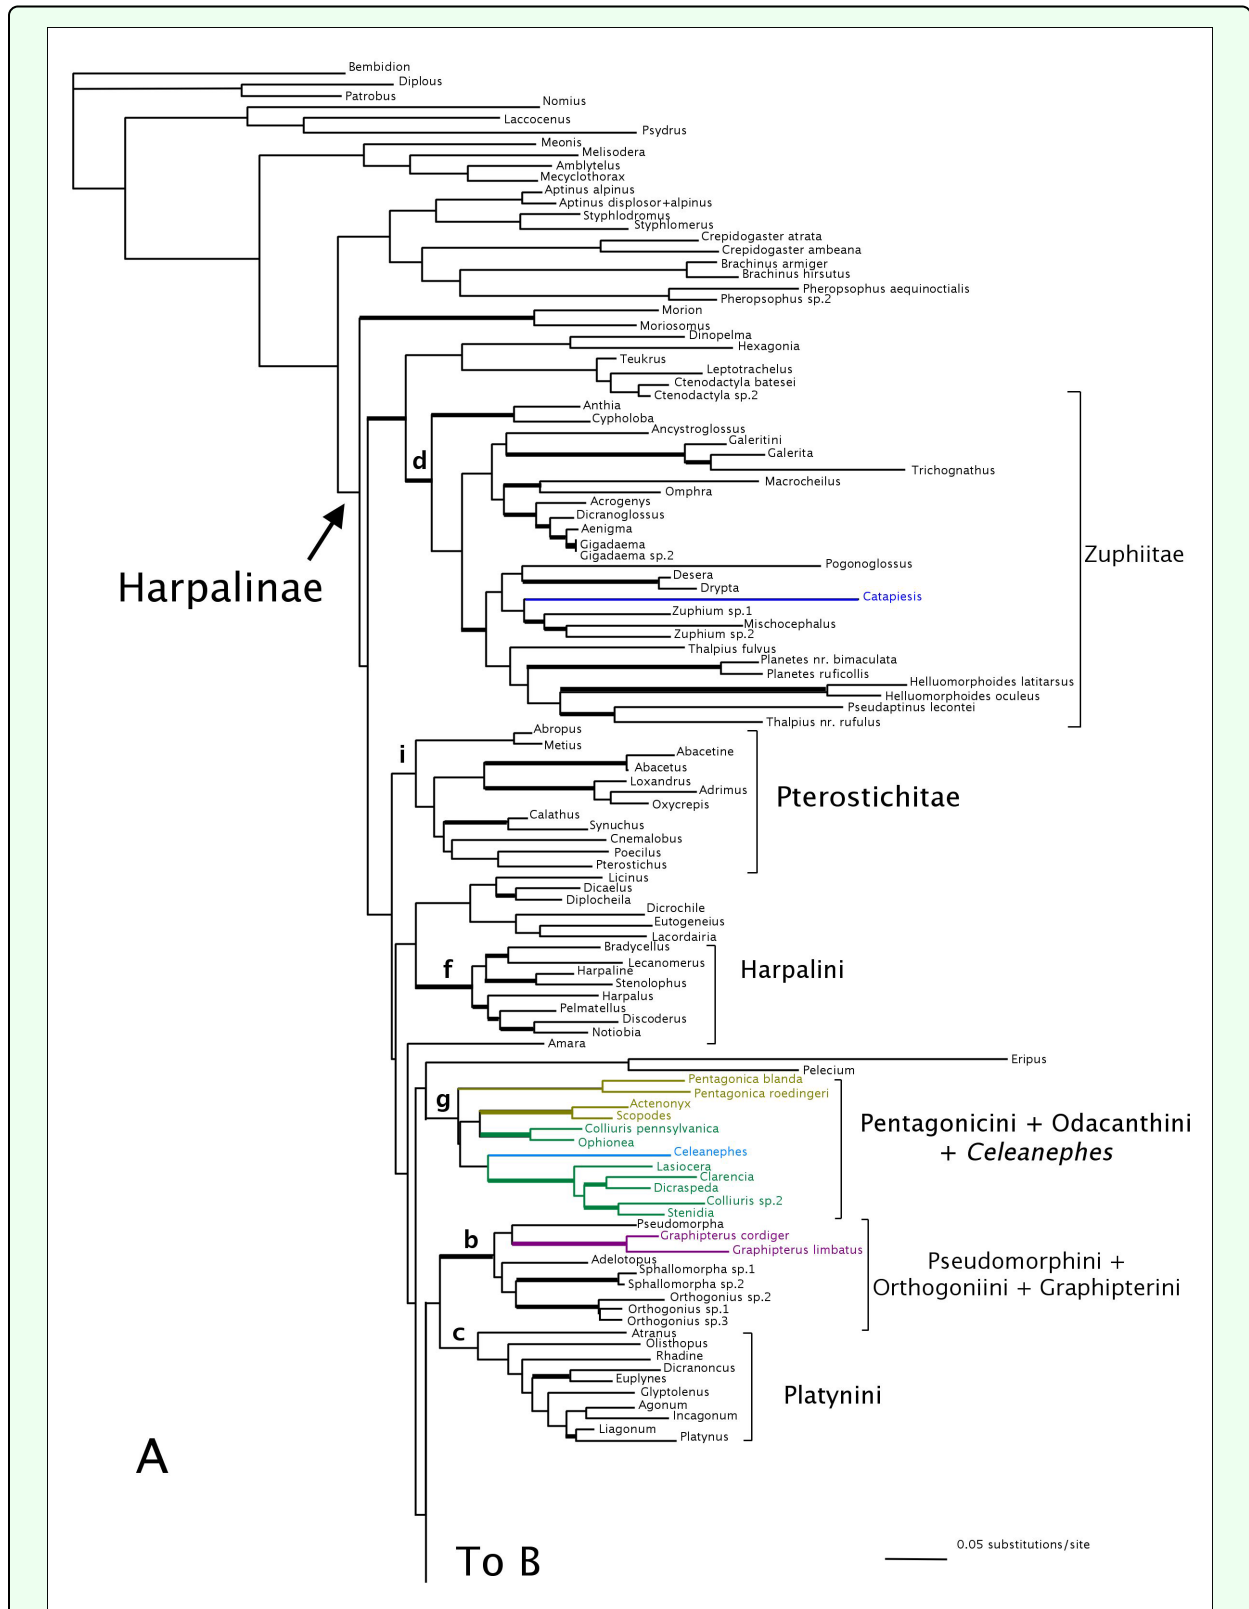 Bembidion
Diplous
Patrobus
Nomius
Laccocenus
Psydrus
Meonis
Melisodera
Amblytelus
Mecyclothorax
Aptinus alpinus
Aptinus displosor+alpinus
Styphlodromus
Styphlomerus
Crepidogaster atrata
Crepidogaster ambeana
Brachinus armiger
Brachinus hirsutus
Pheropsophus aequinoctialis
Pheropsophus sp.2
Morion
Moriosomus
Dinopelma
Hexagonia
Teukrus
Leptotrachelus
Ctenodactyla batesei
Ctenodactyla sp.2
Anthia
Cypholoba
Ancystroglossus
Galeritini
Galerita
d
Trichognathus
Macrocheilus
Omphra
Acrogenys
Dicranoglossus
Aenigma
Gigadaema
Gigadaema sp.2
Zuphiitae
Pogonoglossus
Desera
Drypta
Harpalinae
Catapiesis
Zuphium sp.1
Mischocephalus
Zuphium sp.2
Thalpius fulvus
Planetes nr. bimaculata
Planetes ruficollis
Helluomorphoides latitarsus
Helluomorphoides oculeus
Pseudaptinus lecontei
Thalpius nr. rufulus
Abropus
Metius
i
Abacetine
Abacetus
Loxandrus
Adrimus
Pterostichitae
Oxycrepis
Calathus
Synuchus
Cnemalobus
Poecilus
Pterostichus
Licinus
Dicaelus
Diplocheila
Dicrochile
Eutogeneius
Lacordairia
Bradycellus
Lecanomerus
f
Harpalini
Harpaline
Stenolophus
Harpalus
Pelmatellus
Discoderus
Notiobia
Amara
Eripus
Pelecium
Pentagonica blanda
Pentagonica roedingeri
g
Actenonyx
Scopodes
Pentagonicini + Odacanthini
+ Celeanephes
Colliuris pennsylvanica
Ophionea
Celeanephes
Lasiocera
Clarencia
Dicraspeda
Colliuris sp.2
Stenidia
Pseudomorpha
Graphipterus cordiger
b
Graphipterus limbatus
Adelotopus
Pseudomorphini +
Orthogoniini + Graphipterini
Sphallomorpha sp.1
Sphallomorpha sp.2
Orthogonius sp.2
Orthogonius sp.1
Orthogonius sp.3
c
Atranus
Olisthopus
Rhadine
Dicranoncus
Euplynes
Platynini
Glyptolenus
Agonum
Incagonum
Liagonum
Platynus
A
To B
0.05 substitutions/site